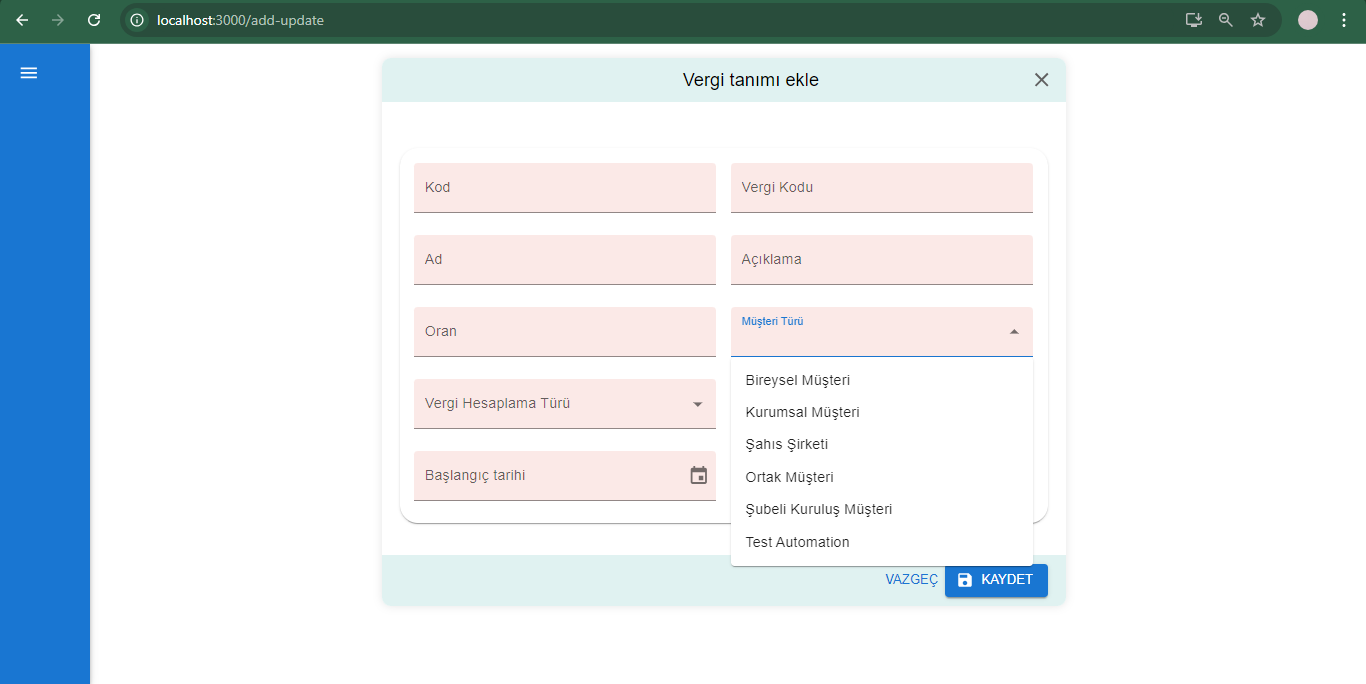 localhost:3000/add-update
Vergi tanımı ekle
Kod
Vergi Kodu
Ad
Açıklama
Oran
Müşteri Türü
Vergi Hesaplama Türü
Başlangıç tarihi
Bireysel Müşteri
Kurumsal Müşteri
Şahıs Şirketi
Ortak Müşteri
Şubeli Kuruluş Müşteri
Test Automation
VAZGEÇ
KAYDET